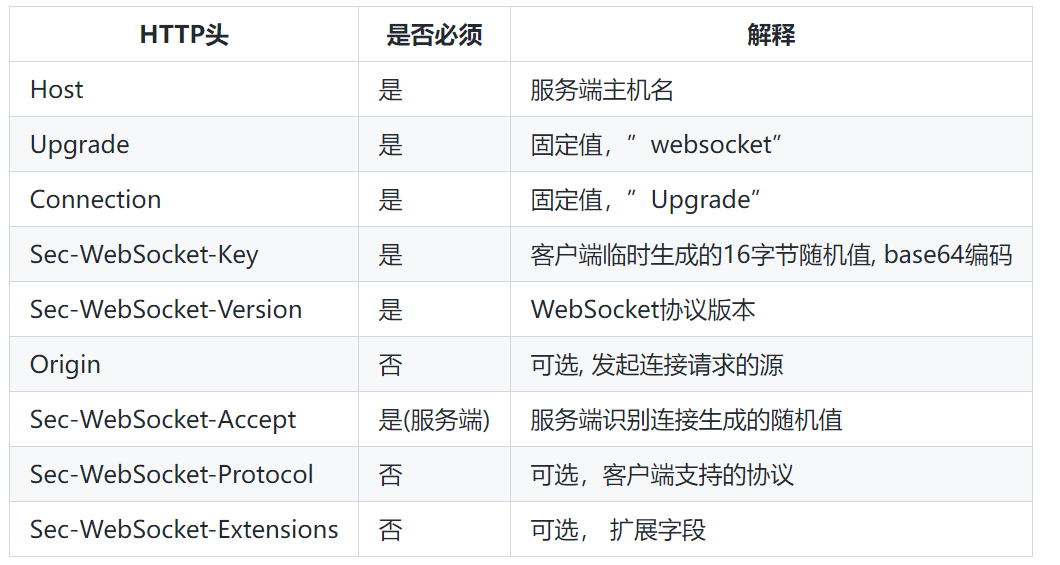 HTTP头 是否必须 解释
Host 是 服务端主机名
Upgrade 是 固定值，”websocket”
Connection 是 固定值，”Upgrade”
Sec-WebSocket-Key 是 客户端临时生成的16字节随机值, base64编码
Sec-WebSocket-Version 是 WebSocket协议版本
Origin 否 可选, 发起连接请求的源
Sec-WebSocket-Accept 是(服务端) 服务端识别连接生成的随机值
Sec-WebSocket-Protocol 否 可选，客户端支持的协议
Sec-WebSocket-Extensions 否 可选， 扩展字段